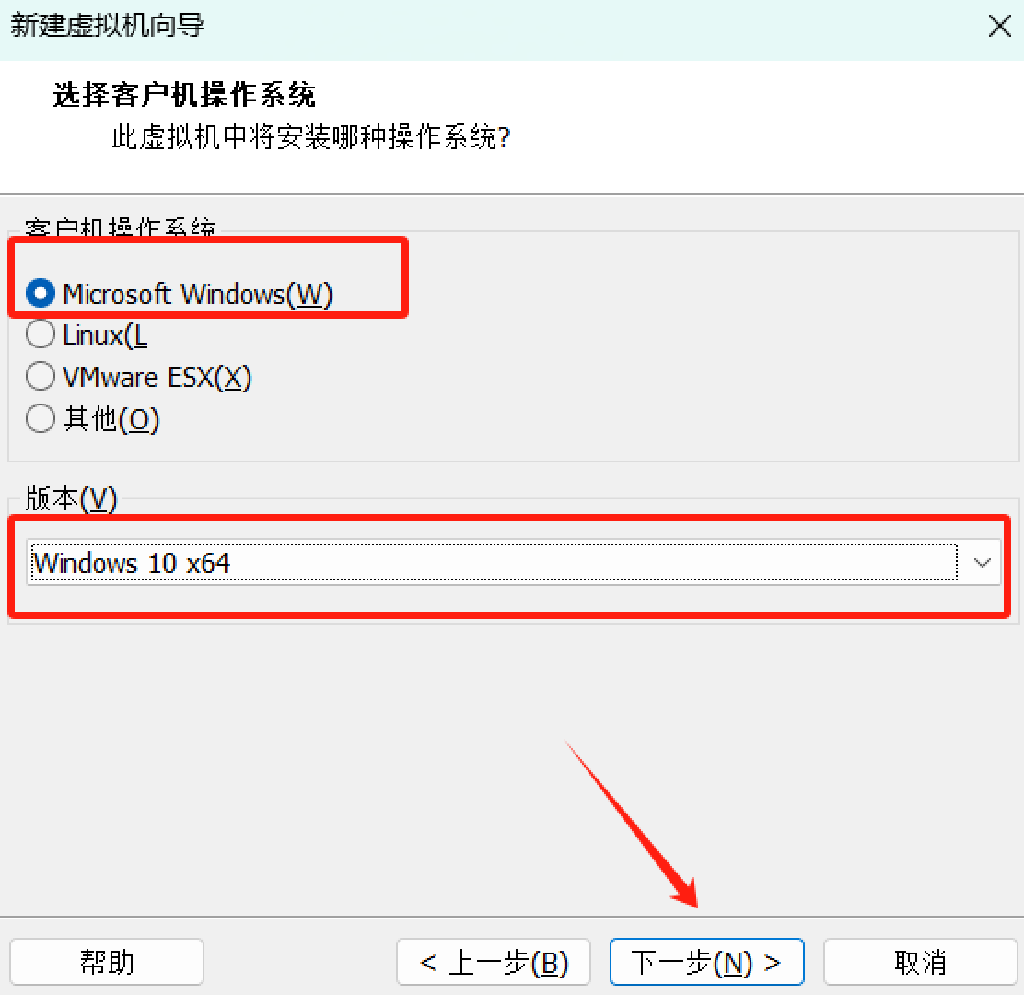 新建虚拟机向导
选择客户机操作系统
此虚拟机中将安装哪种操作系统?
客户机操作系统
Microsoft Windows(W)
Linux(L
VMware ESX(X)
其他(O)
版本(V)
Windows 10 x64
帮助
< 上一步(B)
下一步(N) >
取消